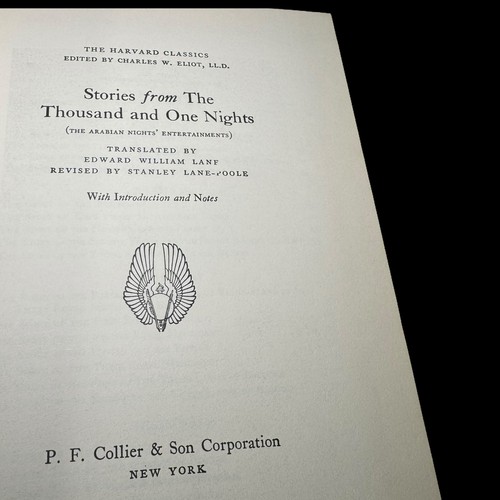 THE HARVARD CLASSICS
EDITED BY CHARLES W. ELIOT, LL.D.
Stories from The
Thousand and One Nights
(THE ARABIAN NIGHTS' ENTERTAINMENTS)
TRANSLATED BY
EDWARD WILLIAM LANE
REVISED BY STANLEY LANE-POOLE
With Introduction and Notes
P. F. Collier & Son Corporation
NEW YORK